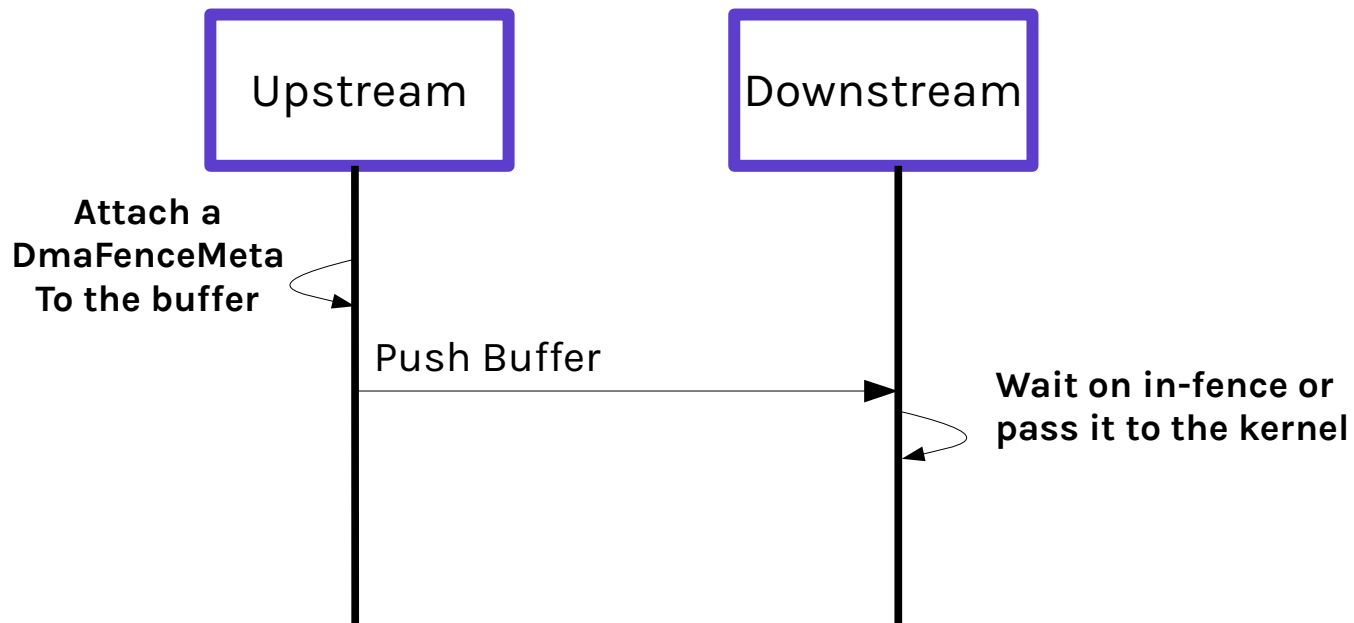 Upstream
Downstream
Attach a
DmaFenceMeta
To the buffer
Push Buffer
Wait on in-fence or
pass it to the kernel